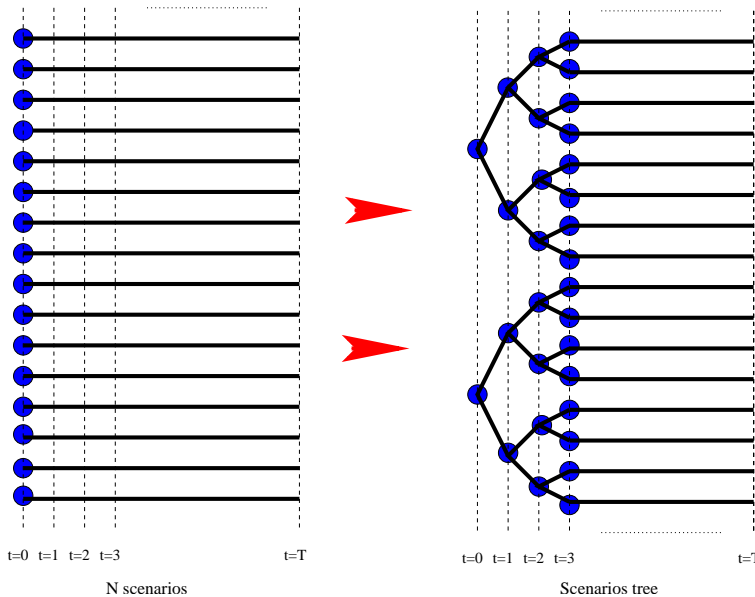 t=0 t=1 t=2 t=3 t=T
N scenarios
t=0 t=1 t=2 t=3 t=T
Scenarios tree